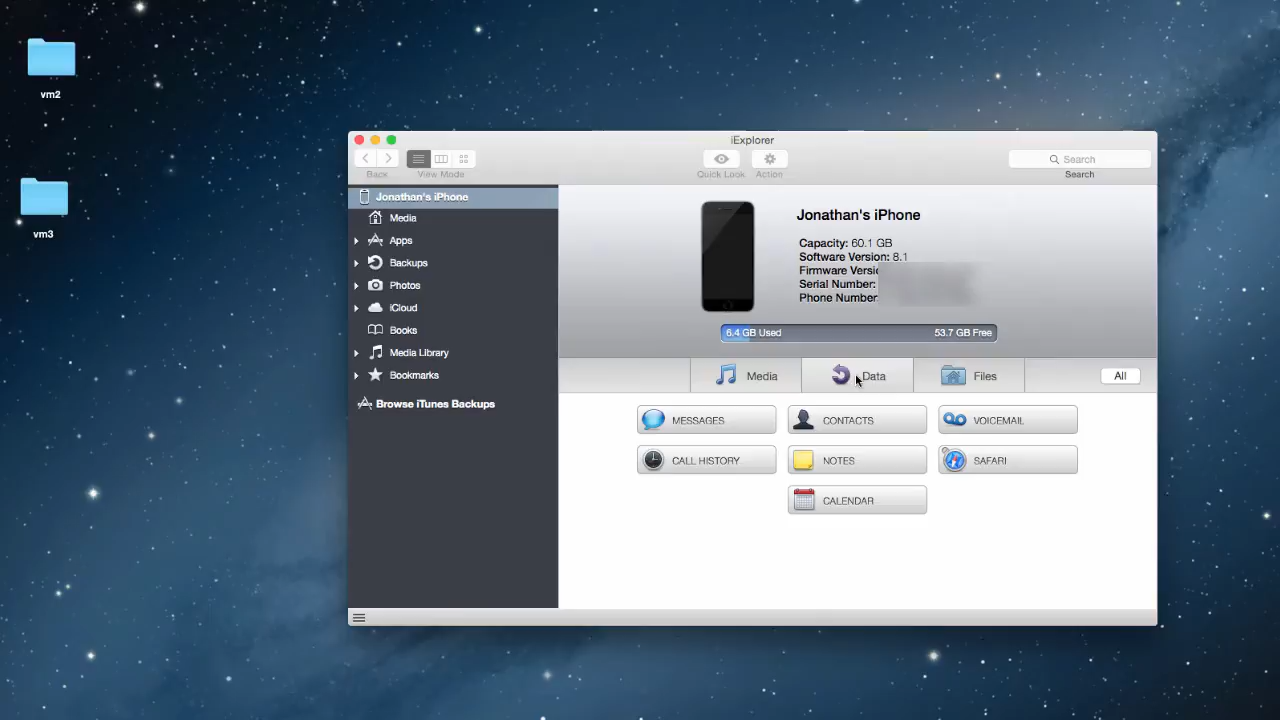 vm2
vm3
iExplorer
Back
View Mode
Quick Look
Action
Search
Search
Jonathan's iPhone
Media
Apps
Backups
Photos
iCloud
Books
Media Library
Bookmarks
Browse iTunes Backups
Jonathan's iPhone
Capacity: 60.1 GB
Software Version: 8.1
Firmware
Serial Number:
Phone Number
6.4 GB Used
53.7 GB Free
Media
Data
Files
All
MESSAGES
CONTACTS
VOICEMAIL
CALL HISTORY
NOTES
SAFARI
CALENDAR